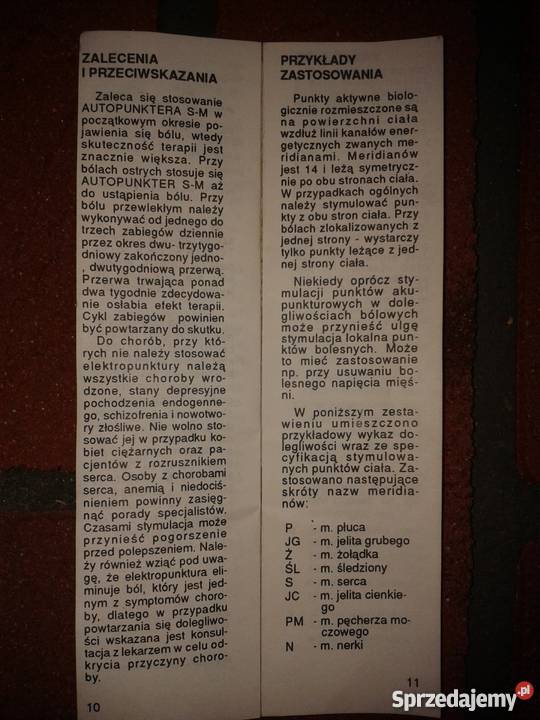 ZALECENIA
I PRZECIWSKAZANIA
Zaleca się stosowanie
AUTOPUNKTERA S-M w
początkowym okresie po-
jawienia się bólu, wtedy
skuteczność terapii jest
znacznie większa. Przy
bólach ostrych stosuje się
AUTOPUNKTER S-M aż
do ustąpienia bólu. Przy
bólu przewlekłym należy
wykonywać od jednego do
trzech zabiegów dziennie
przez okres dwu- trzytygo-
dniowy zakończony jedno-
, dwutygodniową przerwą.
Przerwa trwająca ponad
dwa tygodnie zdecydowa-
nie osłabia efekt terapii.
Cykl zabiegów powinien
być powtarzany do skutku.
Do chorób, przy któ-
rych nie należy stosować
elektropunktury należą
wszystkie choroby wro-
dzone, stany depresyjne
pochodzenia endogenne-
go, schizofrenia i nowotwo-
ry złośliwe. Nie wolno sto-
sować jej w przypadku ko-
biet ciężarnych oraz pa-
cjentów z rozrusznikiem
serca. Osoby z chorobami
serca, anemią i niedociś-
nieniem powinny zasięg-
nąć porady specjalistów.
Czasami stymulacja może
przynieść pogorszenie
przed polepszeniem. Nale-
ży również wziąć pod uwa-
gę, że elektropunktura eli-
minuje ból, który jest jed-
nym z symptomów choro-
by, dlatego w przypadku
powtarzania się dolegliwo-
ści wskazana jest konsul-
tacja z lekarzem w celu od-
krycia przyczyny choro-
by.
10
PRZYKŁADY
ZASTOSOWANIA
Punkty aktywne biolo-
gicznie rozmieszczone są
na powierzchni ciała
wzdłuż linii kanałów ener-
getycznych zwanych me-
ridianami. Meridianów
jest 14 i leżą symetrycz-
nie po obu stronach ciała.
W przypadkach ogólnych
należy stymulować pun-
kty z obu stron ciała. Przy
bólach zlokalizowanych z
jednej strony - wystarczy
tylko punkty leżące z jed-
nej strony ciała.
Niekiedy oprócz sty-
mulacji punktów aku-
punkturowych w dole-
gliwościach bólowych
może przynieść ulgę
stymulacja lokalna pun-
któw bolesnych. Może
to mieć zastosowanie
np. przy usuwaniu bo-
lesnego napięcia mięś-
ni.
W poniższym zesta-
wieniu umieszczono
przykładowy wykaz do-
legliwości wraz ze spe-
cyfikacją stymulowa-
nych punktów ciała. Za-
stosowano następujące
skróty nazw meridia-
nów:
P - m. płuca
JG - m. jelita grubego
Ż - m. żołądka
ŚL - m. śledziony
S - m. serca
JC - m. jelita cienkie-
go
PM - m. pęcherza mo-
czowego
N - m. nerki
11
Sprzedajemy.pl